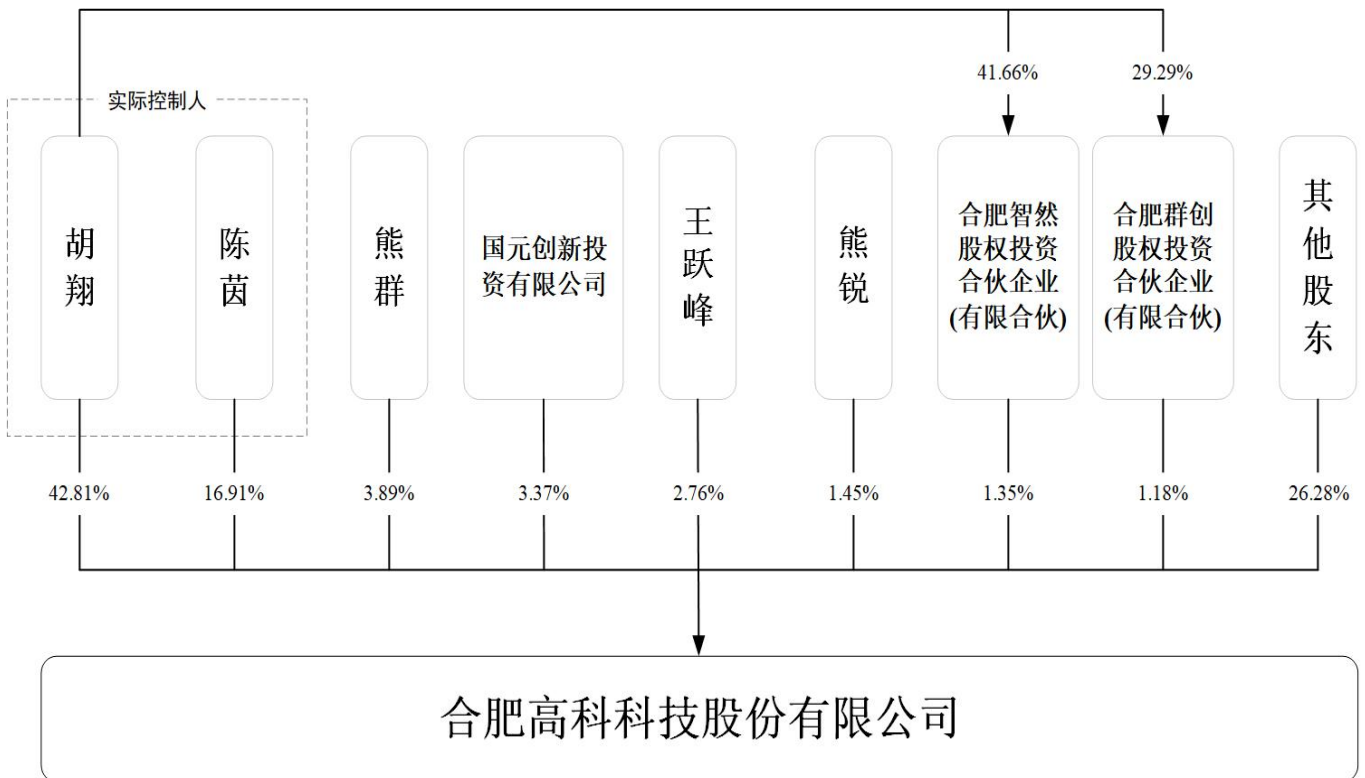 41.66%
29.29%
实际控制人
胡翔
陈茵
熊群
国元创新投
资有限公司
王跃峰
熊锐
合肥智然
股权投资
合伙企业
(有限合伙)
合肥群创
股权投资
合伙企业
(有限合伙)
其他股东
42.81%
16.91%
3.89%
3.37%
2.76%
1.45%
1.35%
1.18%
26.28%
合肥高科科技股份有限公司